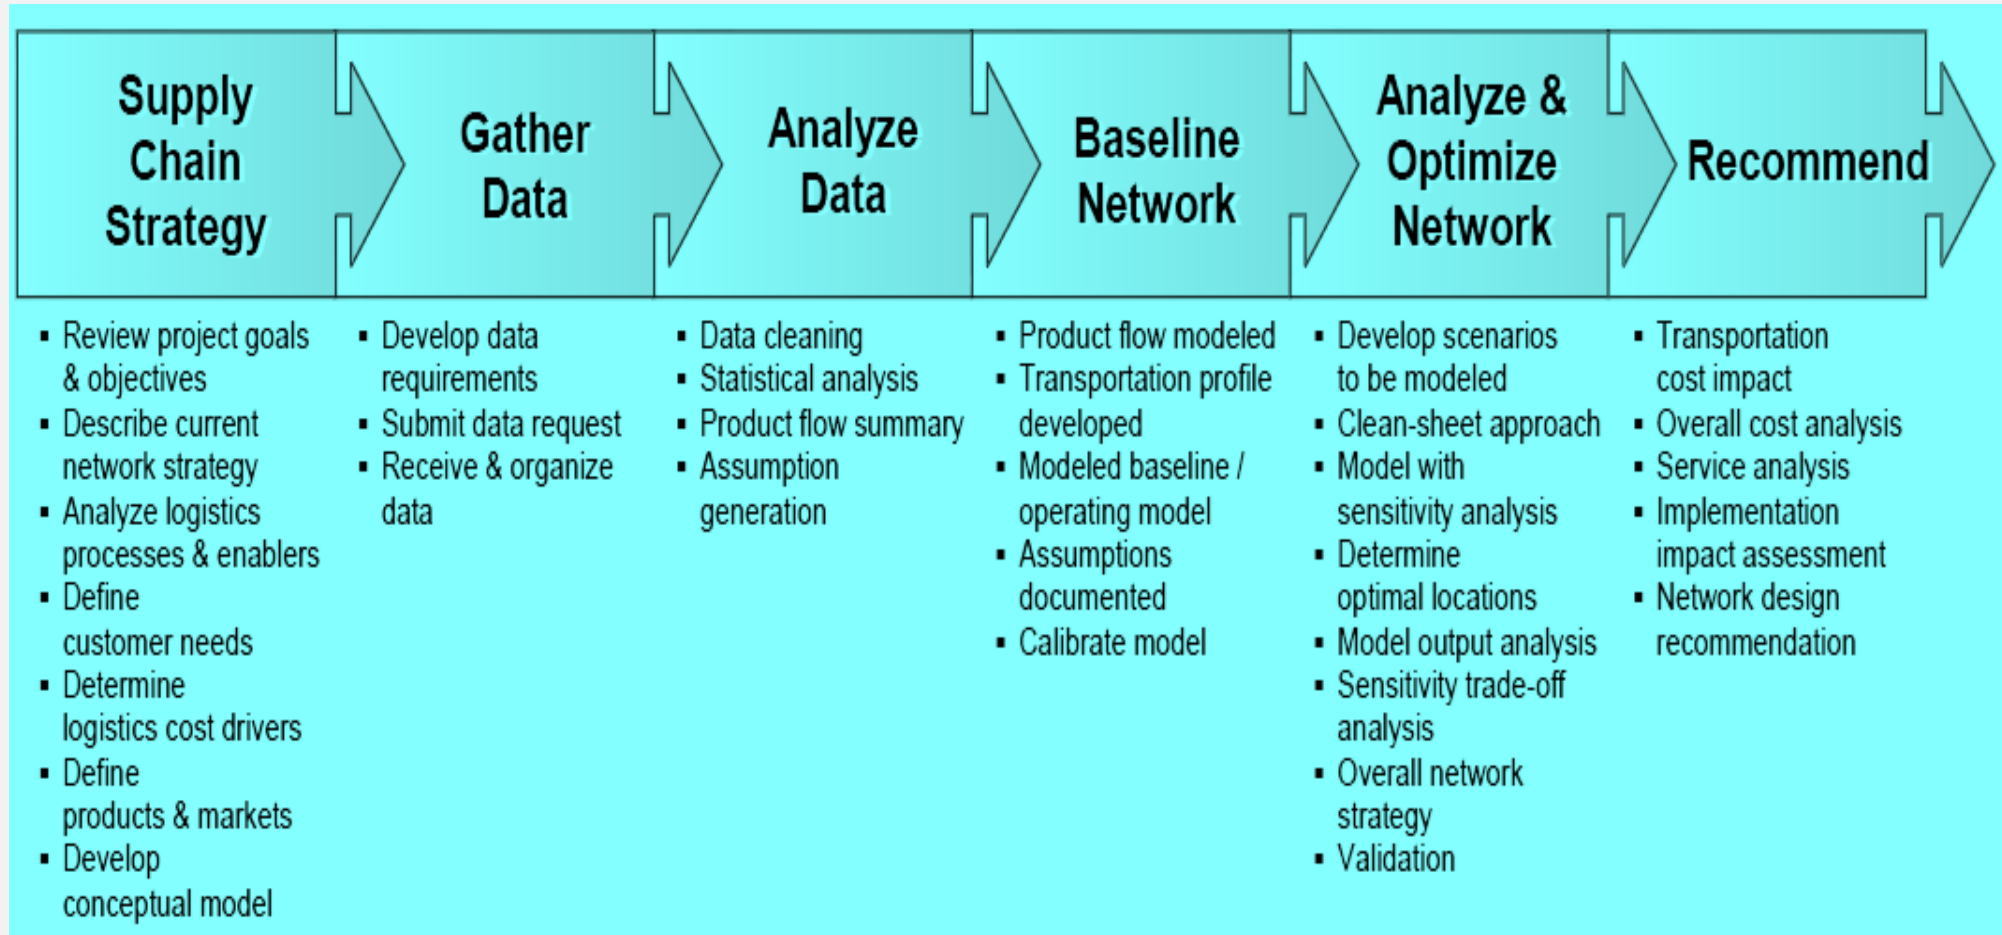 Supply
Chain
Strategy
Gather
Data
Analyze
Data
Baseline
Network
Analyze &
Optimize
Network
Recommend
▪ Review project goals
& objectives
▪ Describe current
network strategy
▪ Analyze logistics
processes & enablers
▪ Define
customer needs
▪ Determine
logistics cost drivers
▪ Define
products & markets
▪ Develop
conceptual model
▪ Develop data
requirements
▪ Submit data request
▪ Receive & organize
data
▪ Data cleaning
▪ Statistical analysis
▪ Product flow summary
▪ Assumption
generation
▪ Product flow modeled
▪ Transportation profile
developed
▪ Modeled baseline /
operating model
▪ Assumptions
documented
▪ Calibrate model
▪ Develop scenarios
to be modeled
▪ Clean-sheet approach
▪ Model with
sensitivity analysis
▪ Determine
optimal locations
▪ Model output analysis
▪ Sensitivity trade-off
analysis
▪ Overall network
strategy
▪ Validation
▪ Transportation
cost impact
▪ Overall cost analysis
▪ Service analysis
▪ Implementation
impact assessment
▪ Network design
recommendation